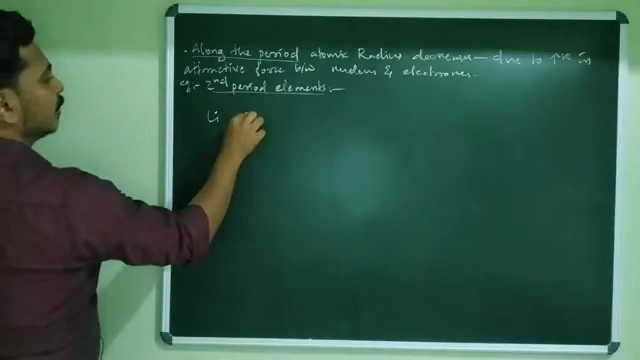 . Along the period atomic Radius decreases — due to ↑se in
attractive force b/w nucleus & electrones.
eg:- 2nd period elements:-
Li